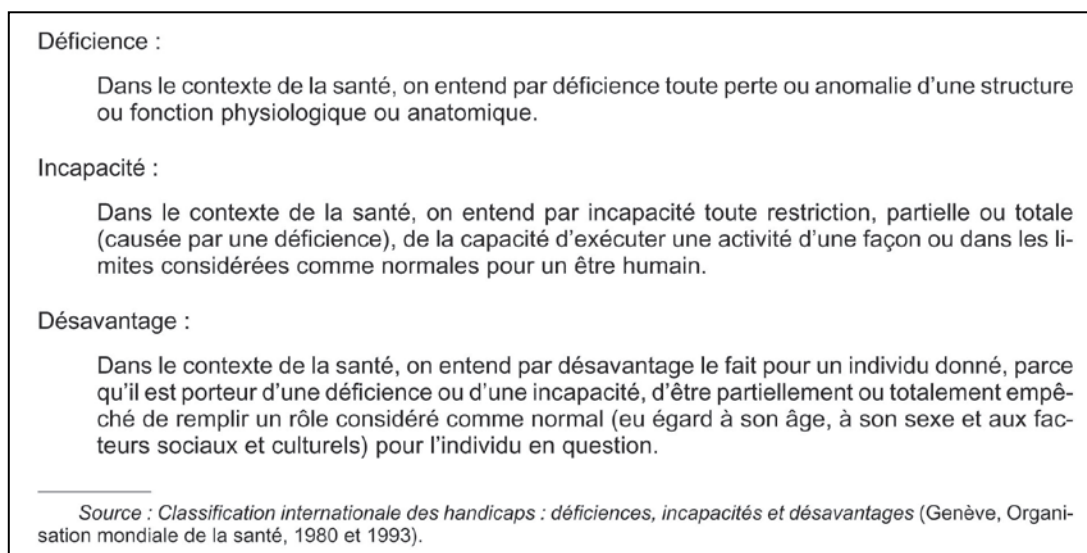 Déficience :
Dans le contexte de la santé, on entend par déficience toute perte ou anomalie d’une structure
ou fonction physiologique ou anatomique.
Incapacité :
Dans le contexte de la santé, on entend par incapacité toute restriction, partielle ou totale
(causée par une déficience), de la capacité d’exécuter une activité d’une façon ou dans les li-
mites considérées comme normales pour un être humain.
Désavantage :
Dans le contexte de la santé, on entend par désavantage le fait pour un individu donné, parce
qu’il est porteur d’une déficience ou d’une incapacité, d’être partiellement ou totalement empê-
ché de remplir un rôle considéré comme normal (eu égard à son âge, à son sexe et aux fac-
teurs sociaux et culturels) pour l’individu en question.
Source : Classification internationale des handicaps : déficiences, incapacités et désavantages (Genève, Organi-
sation mondiale de la santé, 1980 et 1993).